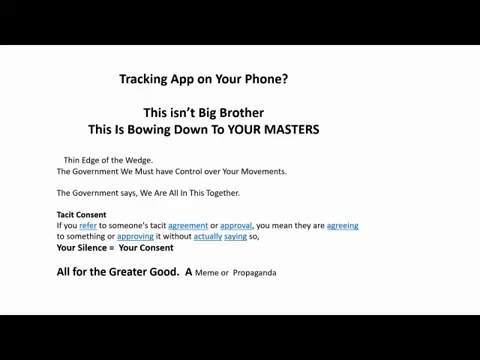 Tracking App on Your Phone?
This isn't Big Brother
This Is Bowing Down To YOUR MASTERS
Thin Edge of the Wedge.
The Government We Must have Control over Your Movements.
The Government says, We Are All In This Together.
Tacit Consent
If you refer to someone's tacit agreement or approval, you mean they are agreeing
to something or approving it without actually saying so,
Your Silence = Your Consent
All for the Greater Good. A Meme or Propaganda